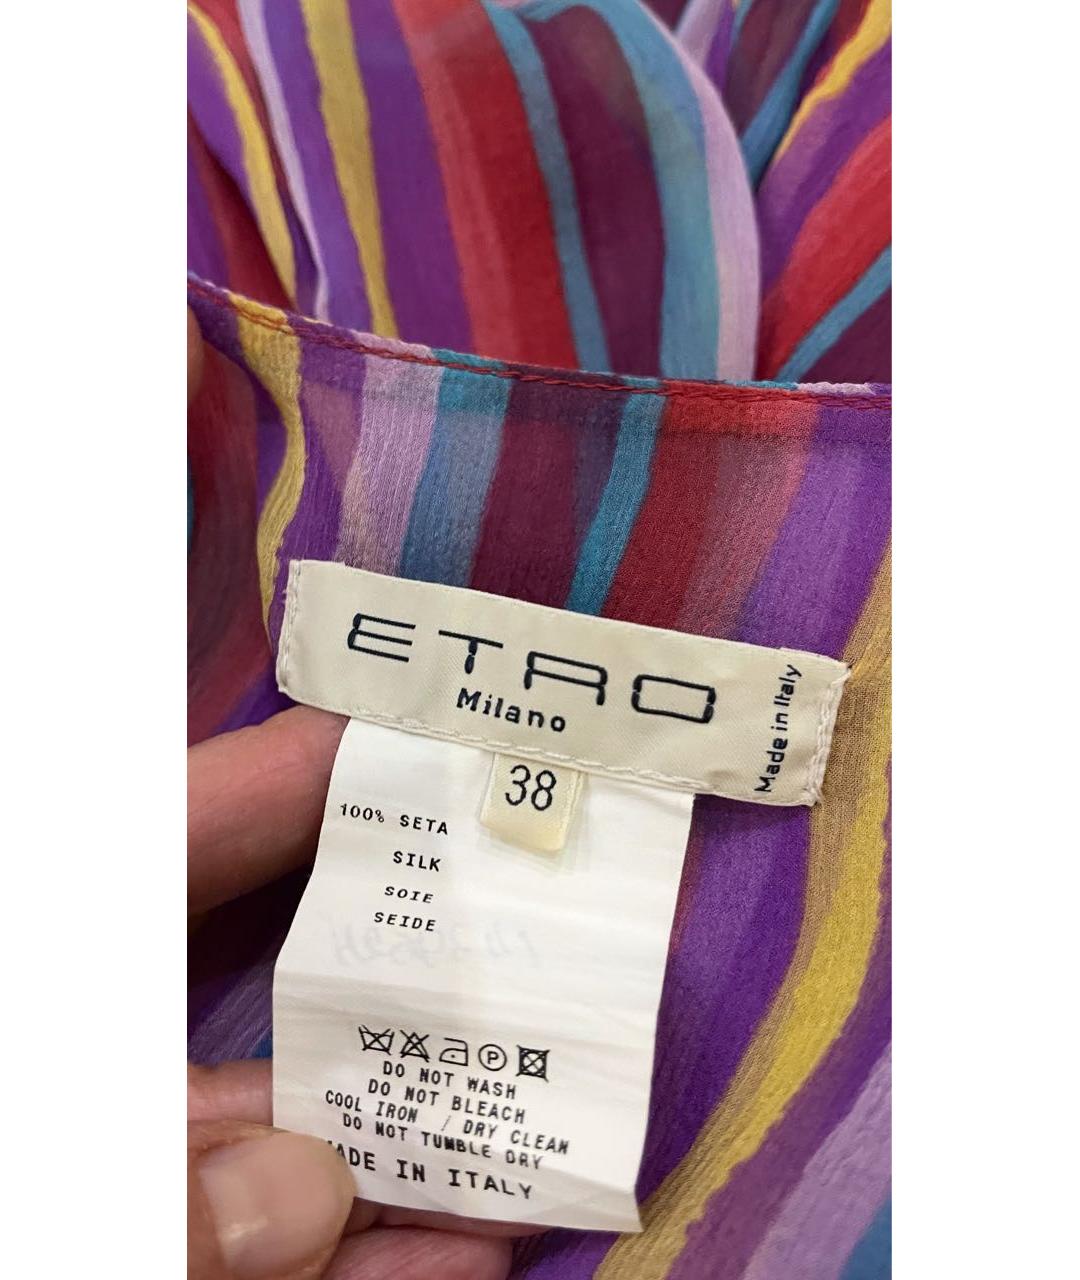 ETRO
Milano
Made in Italy
38
100% SETA
SILK
SOIE
SEIDE
P
DO NOT WASH
DO NOT BLEACH
COOL IRON / DRY CLEAN
DO NOT TUMBLE DRY
MADE IN ITALY